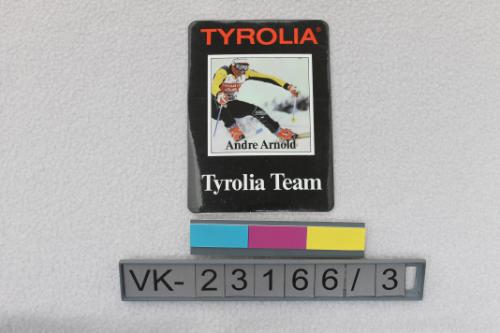 TYROLIA®
Andre Arnold
Tyrolia Team
VK-23166/3